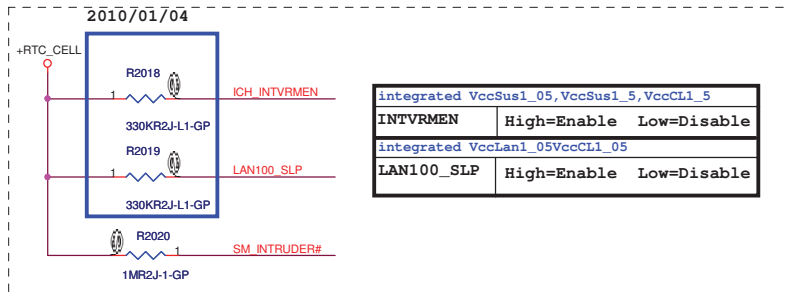 2010/01/04
+RTC_CELL
R2018
1
ICH_INTVRMEN
330KR2J-L1-GP
R2019
1
LAN100_SLP
330KR2J-L1-GP
R2020
1
SM_INTRUDER#
1MR2J-1-GP
integrated VccSus1_05,VccSus1_5,VccCL1_5
INTVRMEN High=Enable Low=Disable
integrated VccLan1_05VccCL1_05
LAN100_SLP High=Enable Low=Disable